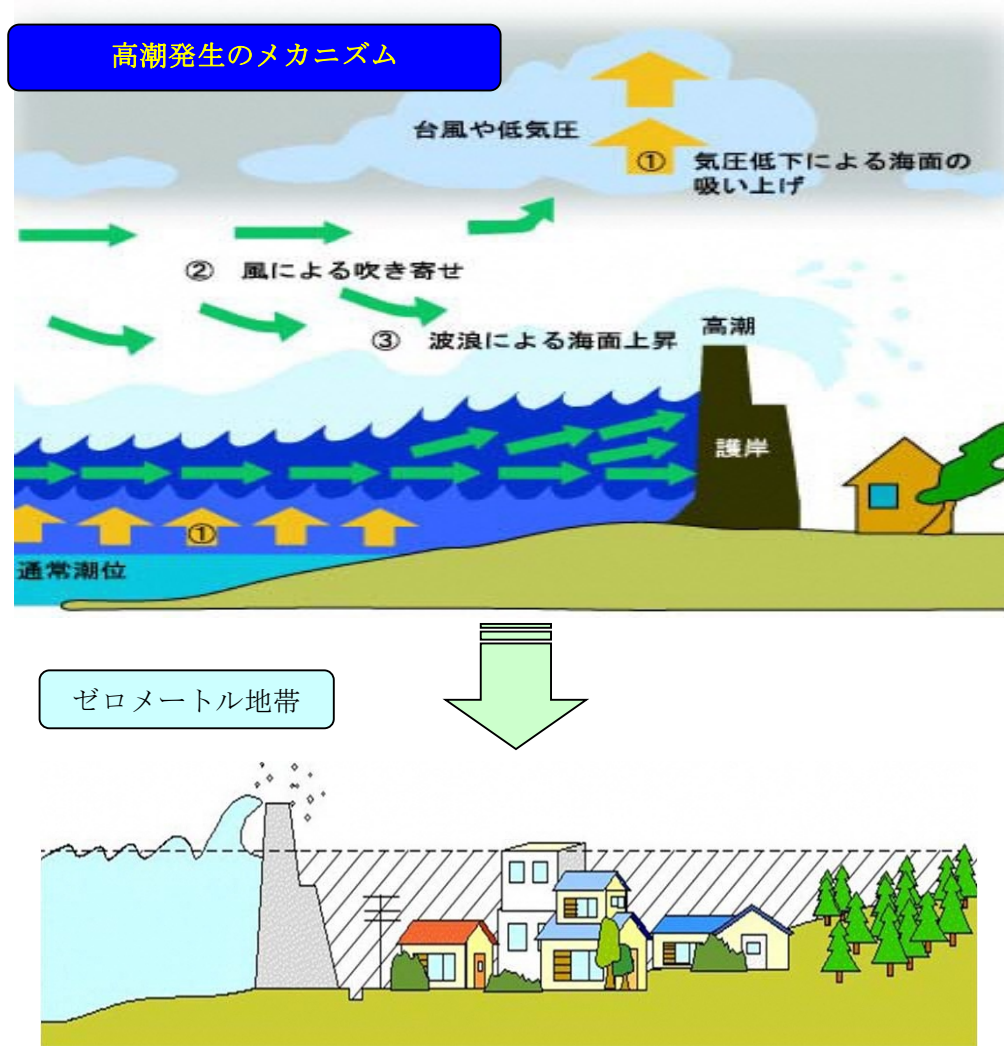 高潮発生のメカニズム
台風や低気圧
① 気圧低下による海面の
吸い上げ
② 風による吹き寄せ
③ 波浪による海面上昇
高潮
護岸
①
通常潮位
ゼロメートル地帯